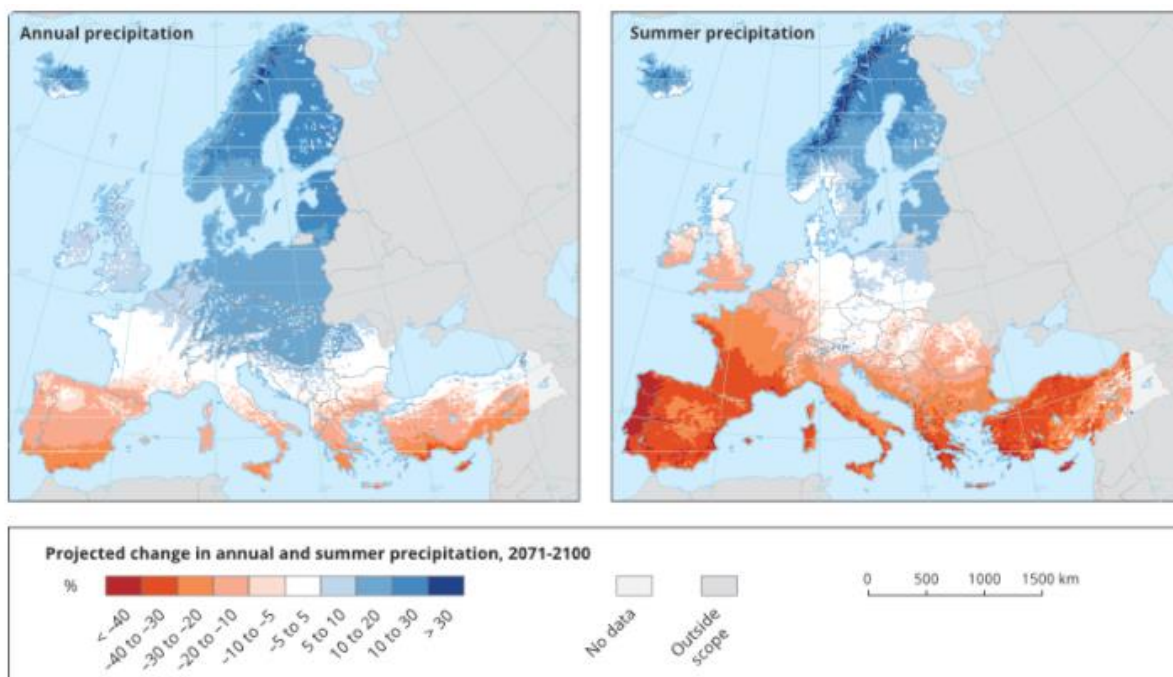 Annual precipitation
Summer precipitation
Projected change in annual and summer precipitation, 2071-2100
%
< −40
−40 to −30
−30 to −20
−20 to −10
−10 to −5
−5 to 5
5 to 10
10 to 20
10 to 30
> 30
No data
Outside scope
0 500 1000 1500 km